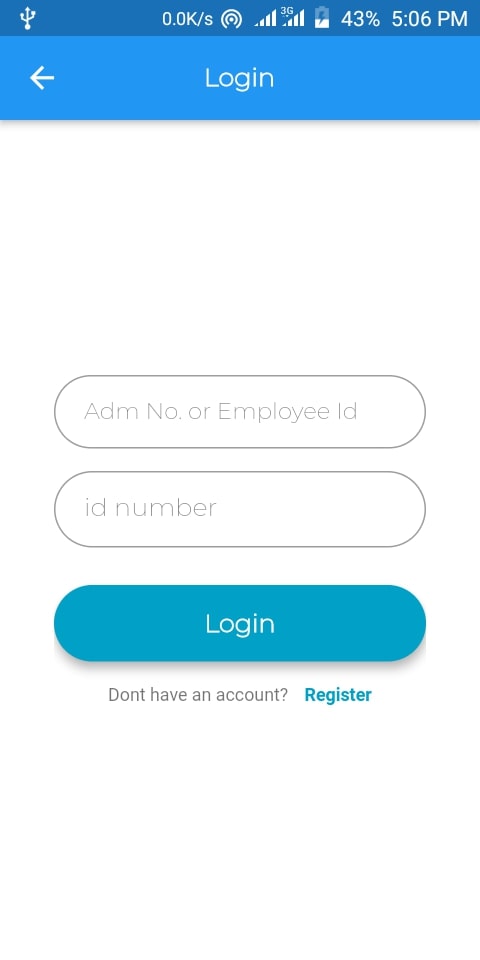 0.0K/s 3G 43% 5:06 PM
Login
Adm No. or Employee Id
id number
Login
Dont have an account? Register